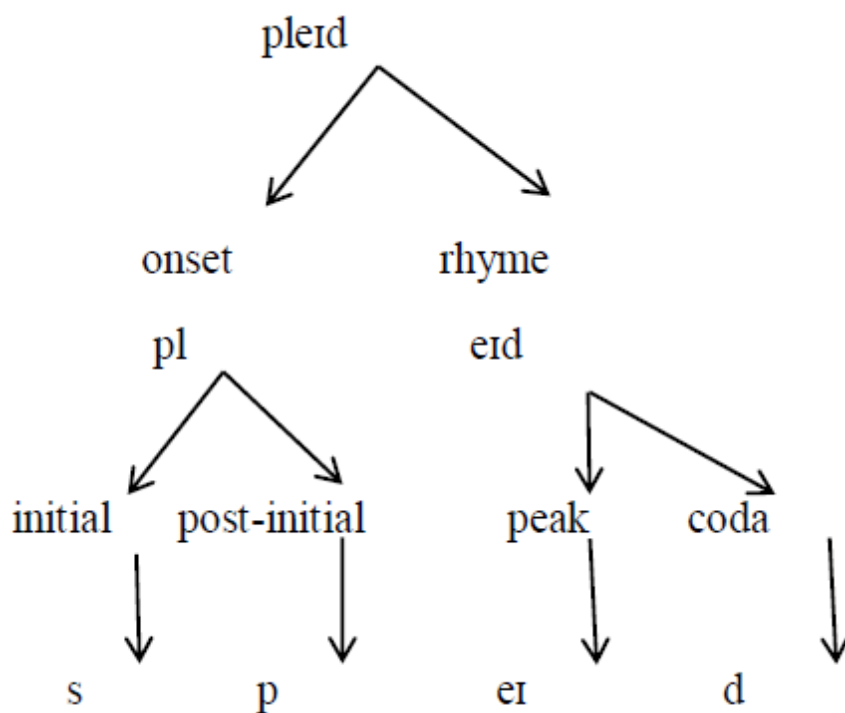 pleɪd
onset rhyme
pl eɪd
initial post-initial peak coda
s p eɪ d